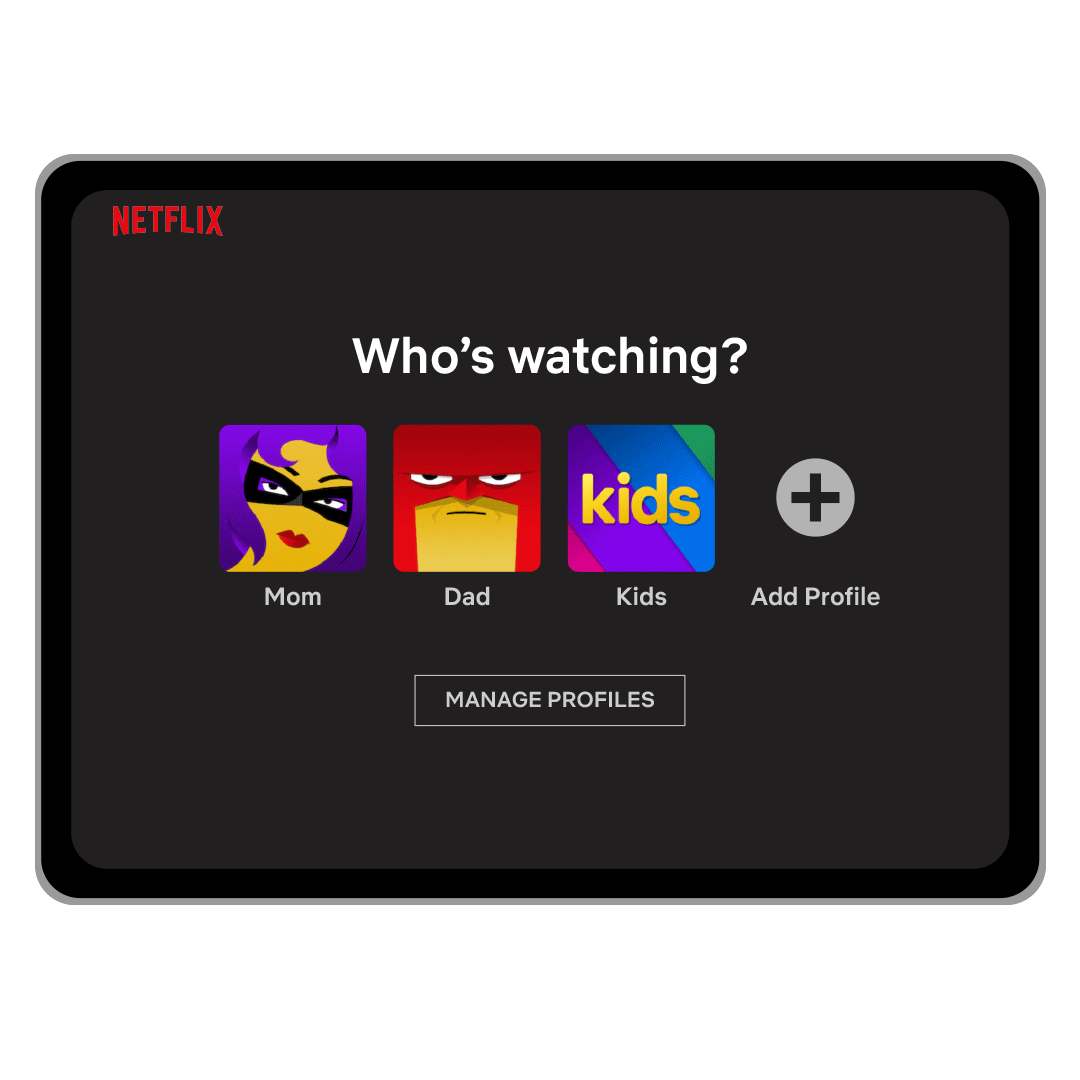 NETFLIX
Who’s watching?
kids
Mom
Dad
Kids
Add Profile
MANAGE PROFILES